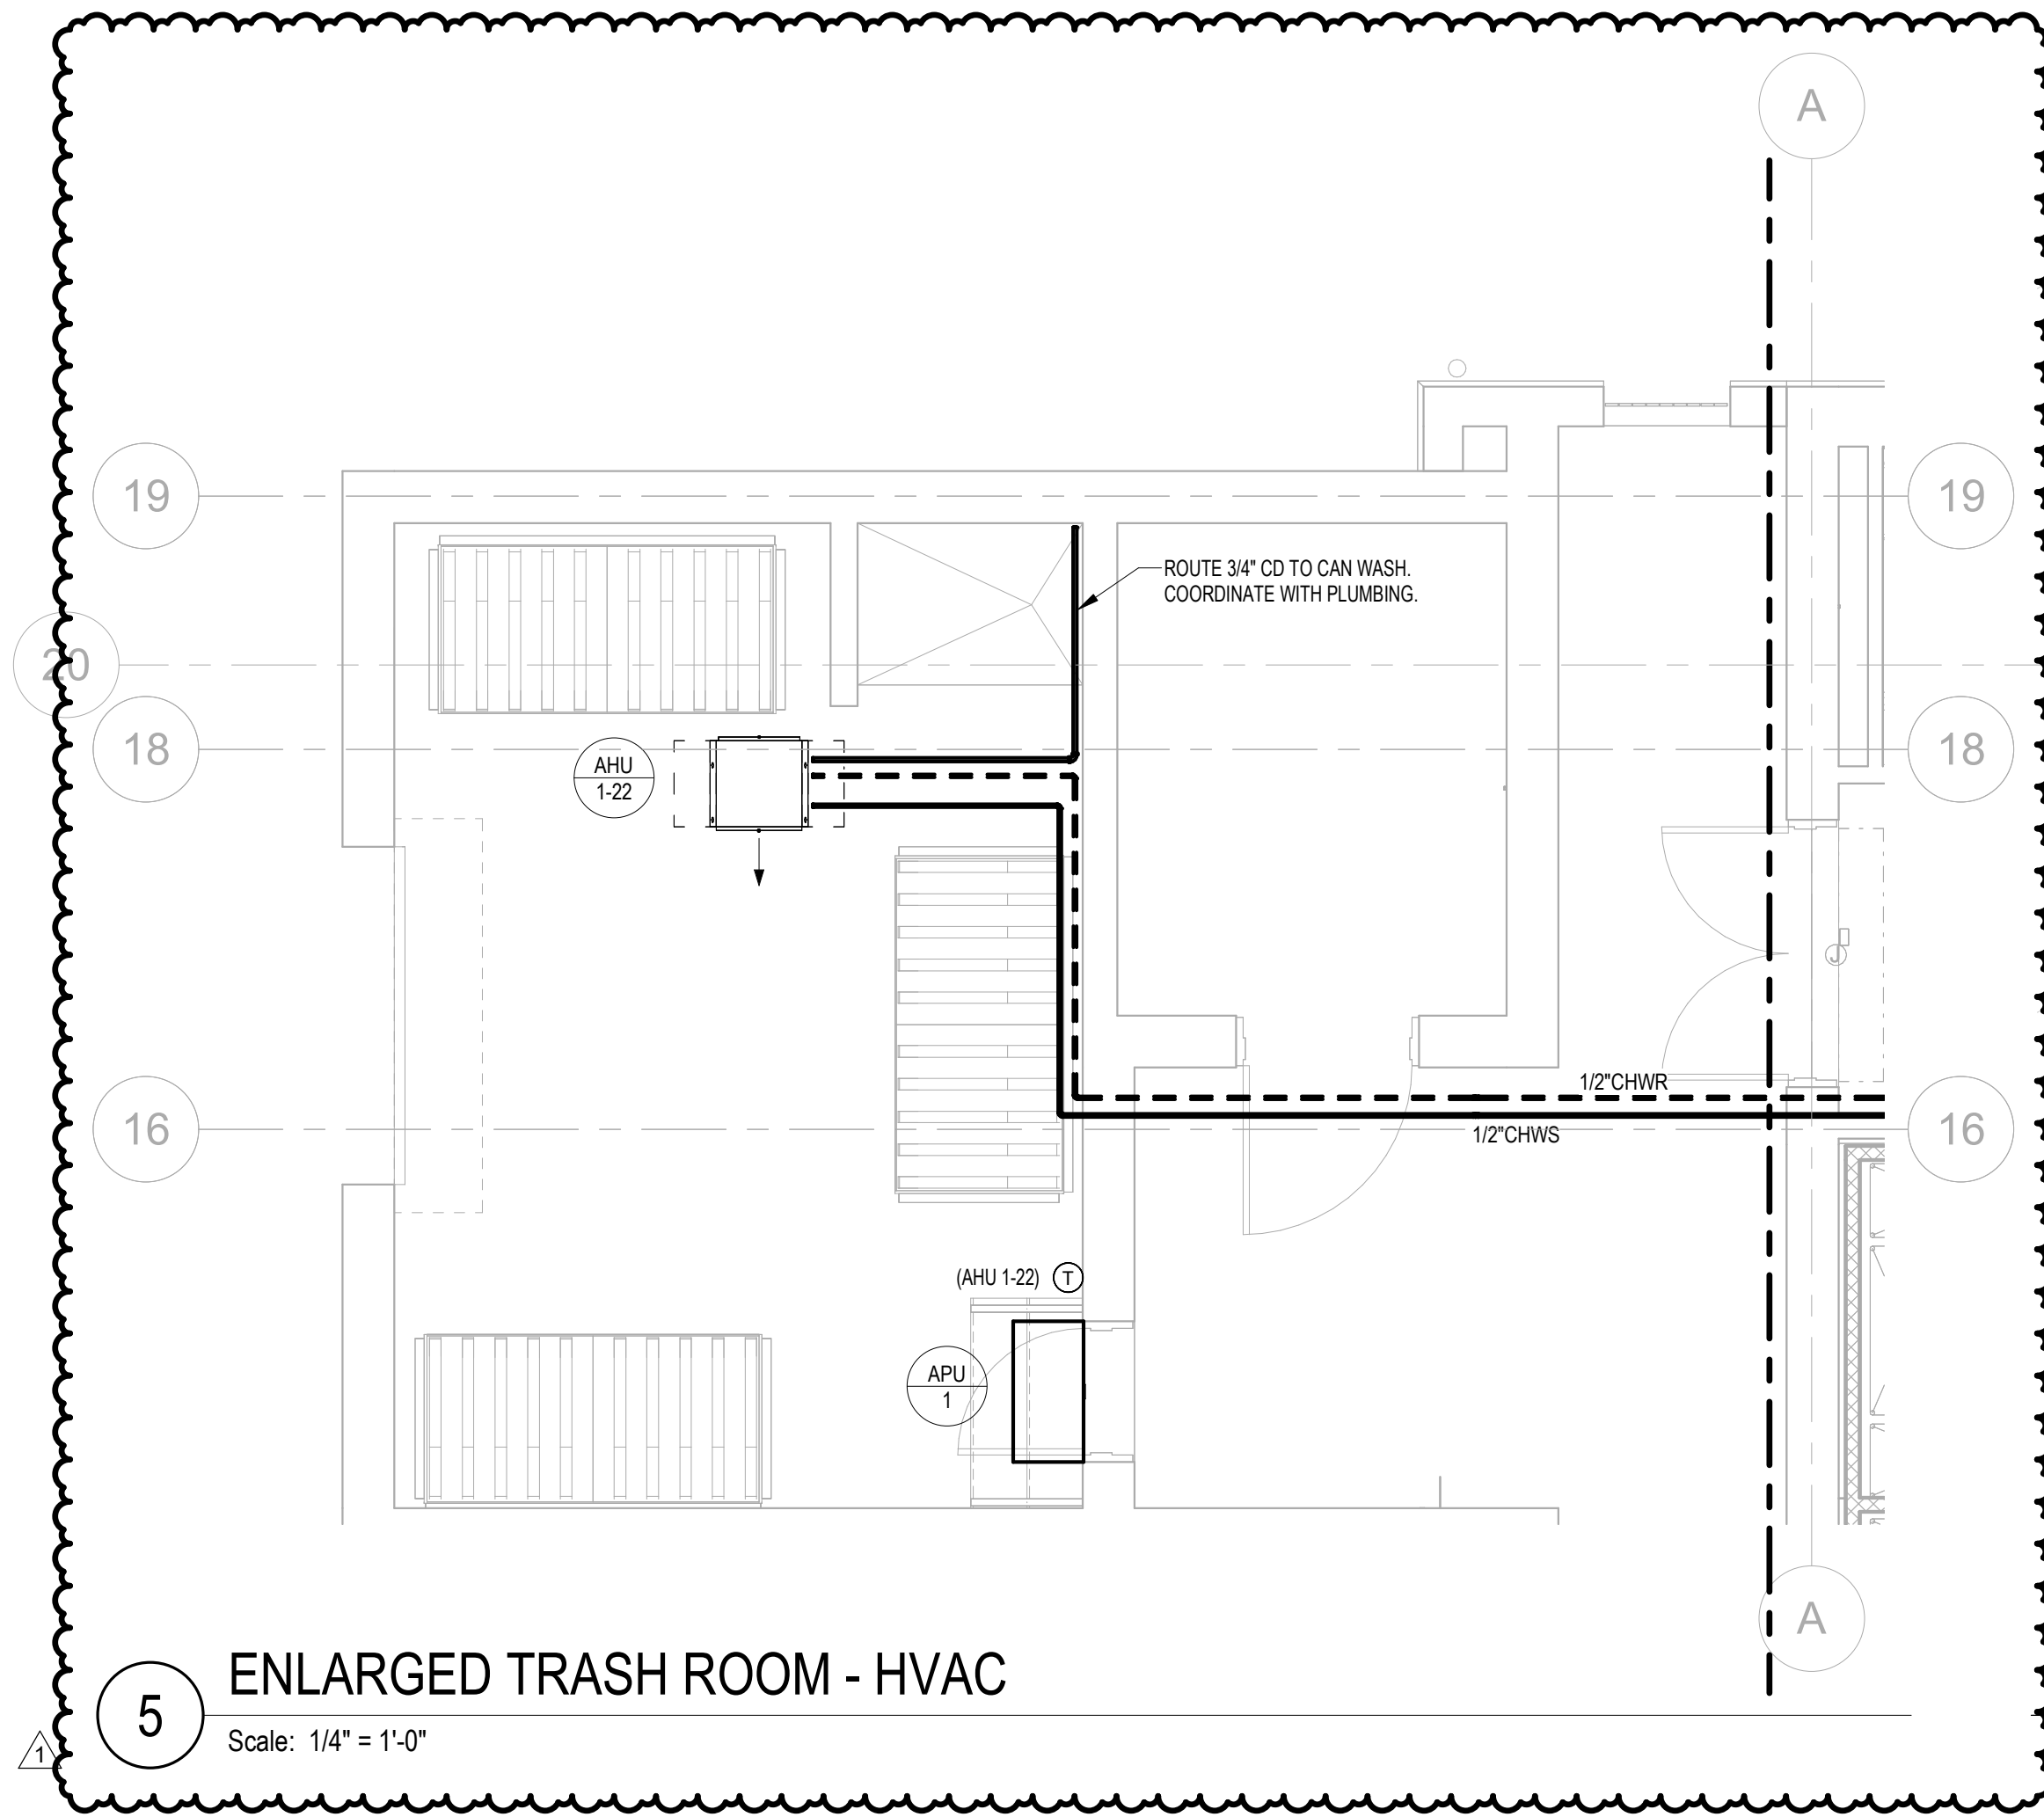 A
19
19
ROUTE 3/4" CD TO CAN WASH.
COORDINATE WITH PLUMBING.
20
18
18
AHU
1-22
J
1/2"CHWR
16
16
1/2"CHWS
(AHU 1-22)
T
APU
1
A
5
ENLARGED TRASH ROOM - HVAC
Scale: 1/4" = 1'-0"
1